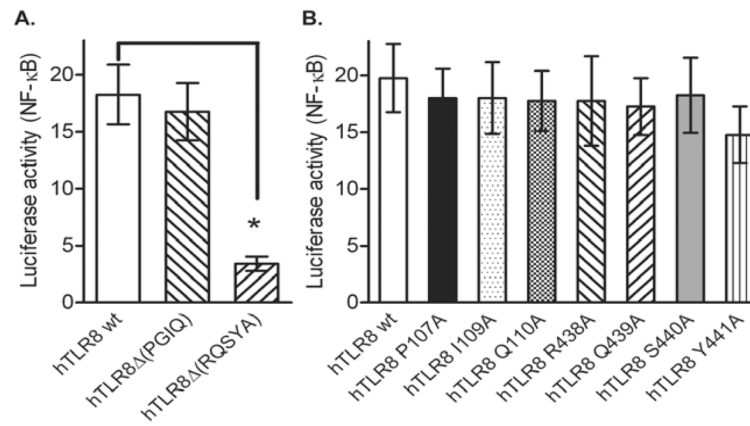 A.
Luciferase activity (NF-κB)
20
15
10
5
0
*
hTLR8 wt
hTLR8Δ(PGIQ)
hTLR8Δ(RQSYA)
B.
Luciferase activity (NF-κB)
20
15
10
5
0
hTLR8 wt
hTLR8 P107A
hTLR8 I109A
hTLR8 Q110A
hTLR8 R438A
hTLR8 Q439A
hTLR8 S440A
hTLR8 Y441A